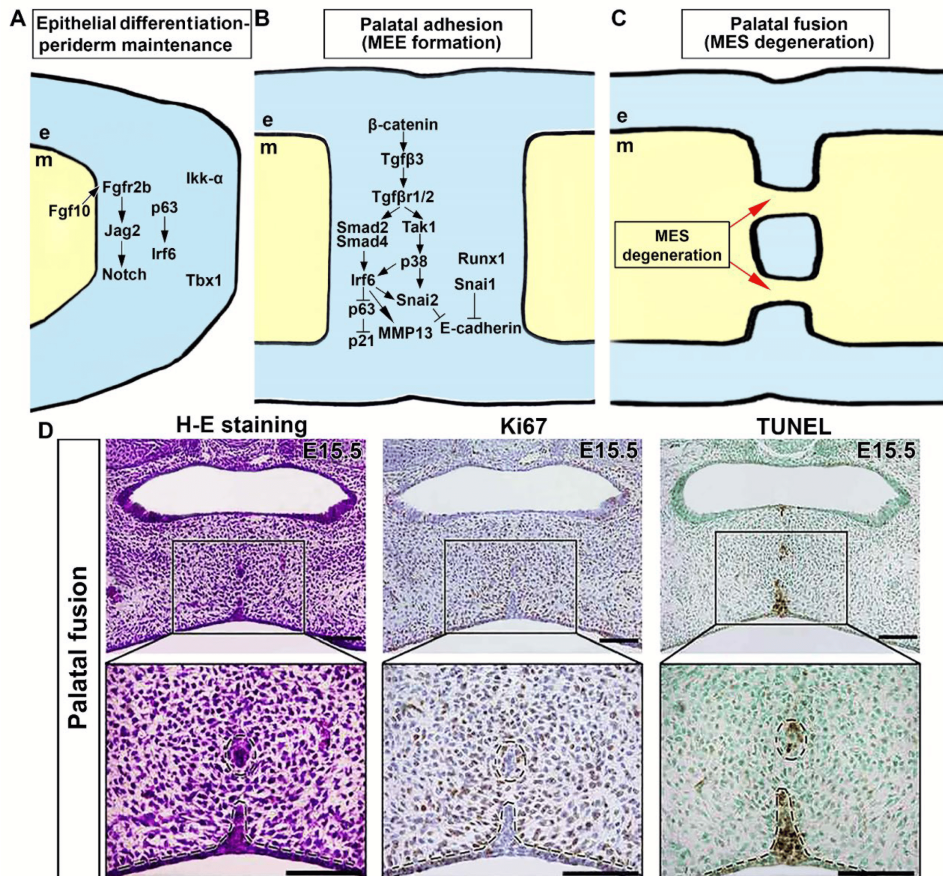 A
Epithelial differentiation-
periderm maintenance
e
m
Fgf10
Fgfr2b
Jag2
Notch
Ikk-α
p63
Irf6
Tbx1
B
Palatal adhesion
(MEE formation)
e
m
β-catenin
Tgfβ3
Tgfβr1/2
Smad2
Smad4
Tak1
p38
Irf6
Snai2
p63
MMP13
p21
Runx1
Snai1
E-cadherin
C
Palatal fusion
(MES degeneration)
e
m
MES
degeneration
D
Palatal fusion
H-E staining
E15.5
Ki67
E15.5
TUNEL
E15.5